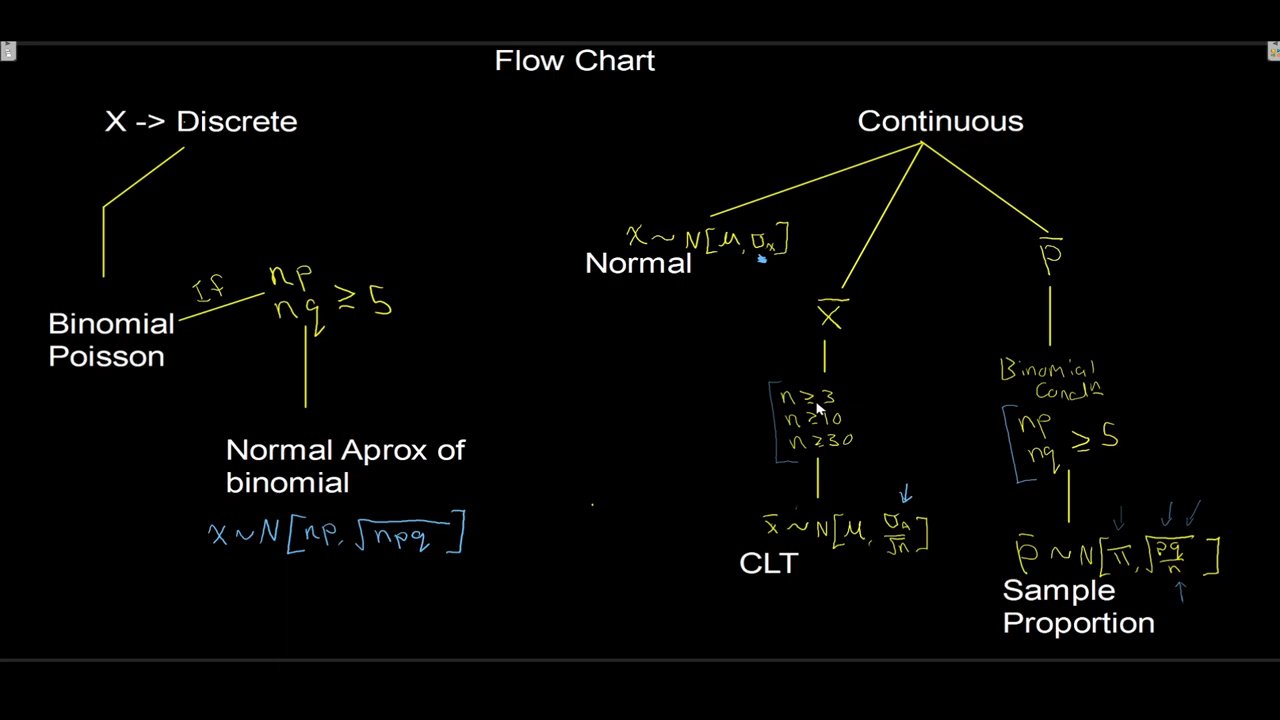 Flow Chart
X -> Discrete
Continuous
x ~ N[μ, σx]
Normal
p̄
If
np
nq ≥ 5
x̄
Binomial
Poisson
Binomial
Condn
n ≥ 3
n ≥ 10
n ≥ 30
np
nq ≥ 5
Normal Aprox of
binomial
x ~ N[np, √npq]
x̄ ~ N[μ, σx/√n]
CLT
p̄ ~ N[π, √pq/n]
Sample
Proportion